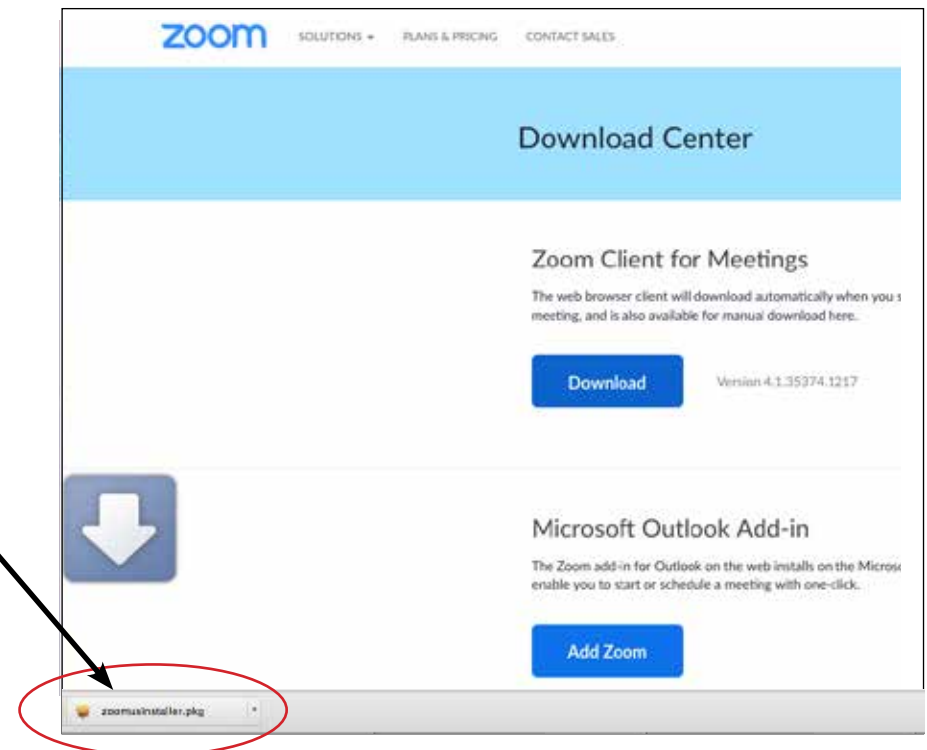 zoom SOLUTIONS PLANS & PRICING CONTACT SALES
Download Center
Zoom Client for Meetings
The web browser client will download automatically when you s
meeting, and is also available for manual download here.
Download Version 4.1.35374.1217
Microsoft Outlook Add-in
The Zoom add-in for Outlook on the web installs on the Microso
enable you to start or schedule a meeting with one-click.
Add Zoom
zoomusinstaller.pkg